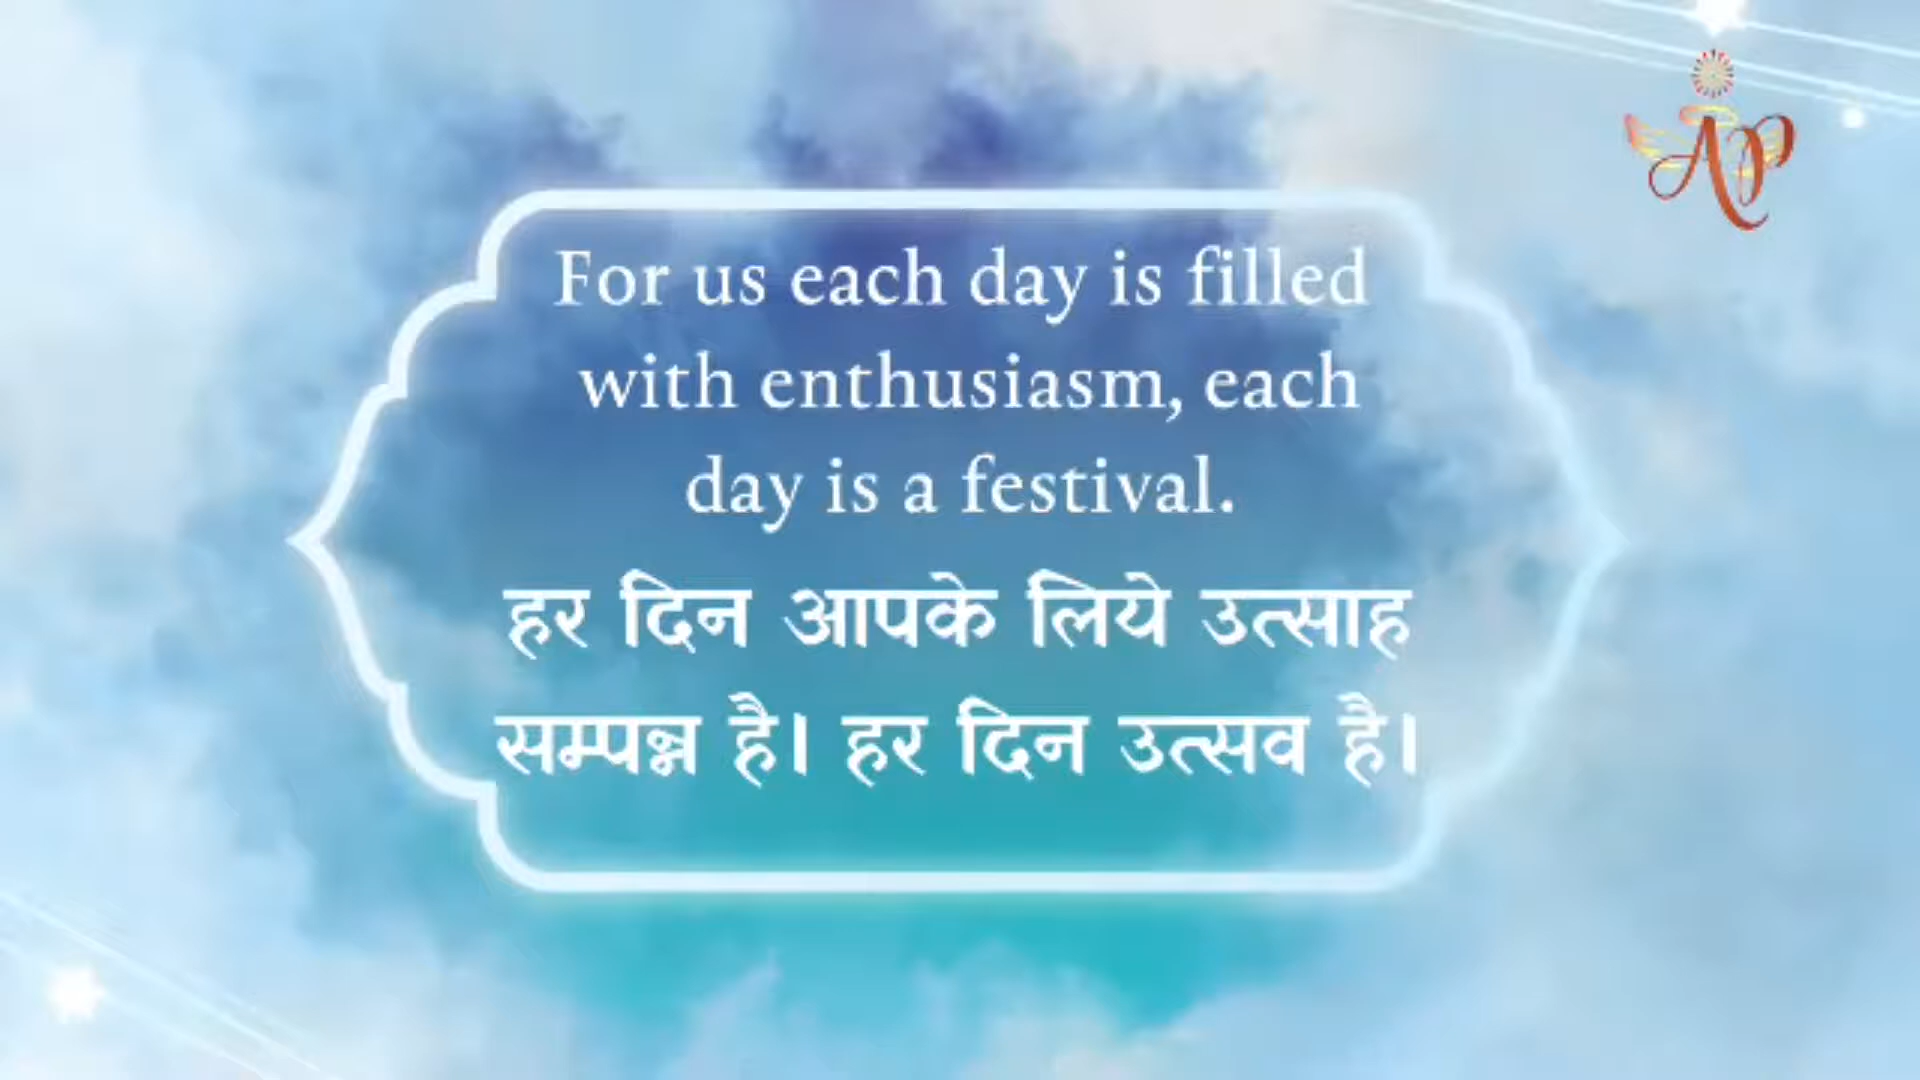 AP
For us each day is filled
with enthusiasm, each
day is a festival.
हर दिन आपके लिये उत्साह
सम्पन्न है। हर दिन उत्सव है।